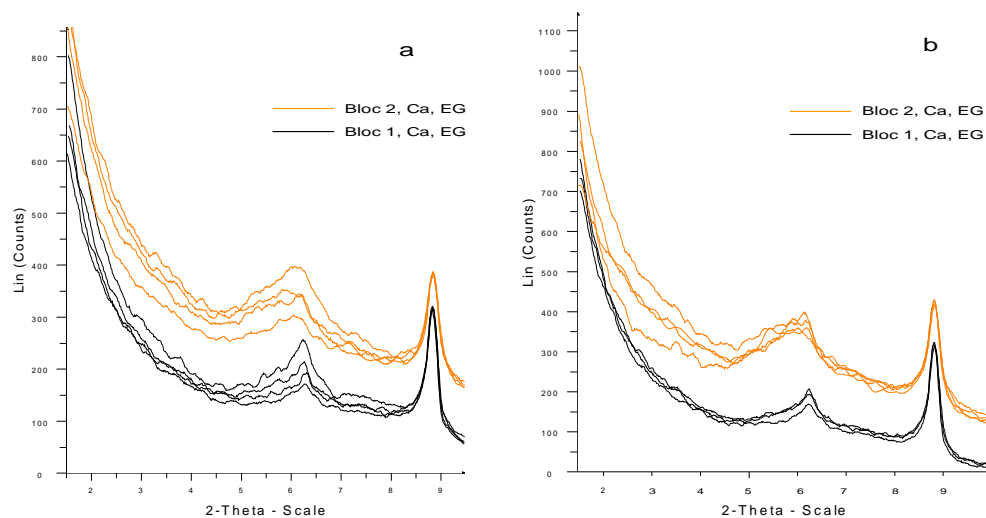 a
Bloc 2, Ca, EG
Bloc 1, Ca, EG
Lin (Counts)
800
700
600
500
400
300
200
100
0
2 3 4 5 6 7 8 9
2-Theta - Scale
b
Bloc 2, Ca, EG
Bloc 1, Ca, EG
Lin (Counts)
1100
1000
900
800
700
600
500
400
300
200
100
0
2 3 4 5 6 7 8 9
2-Theta - Scale